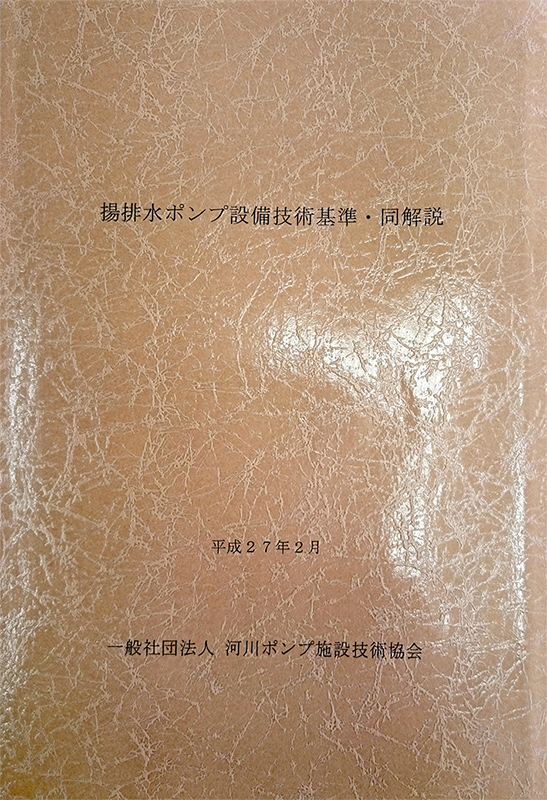 揚排水ポンプ設備技術基準・同解説
平成２７年２月
一般社団法人 河川ポンプ施設技術協会